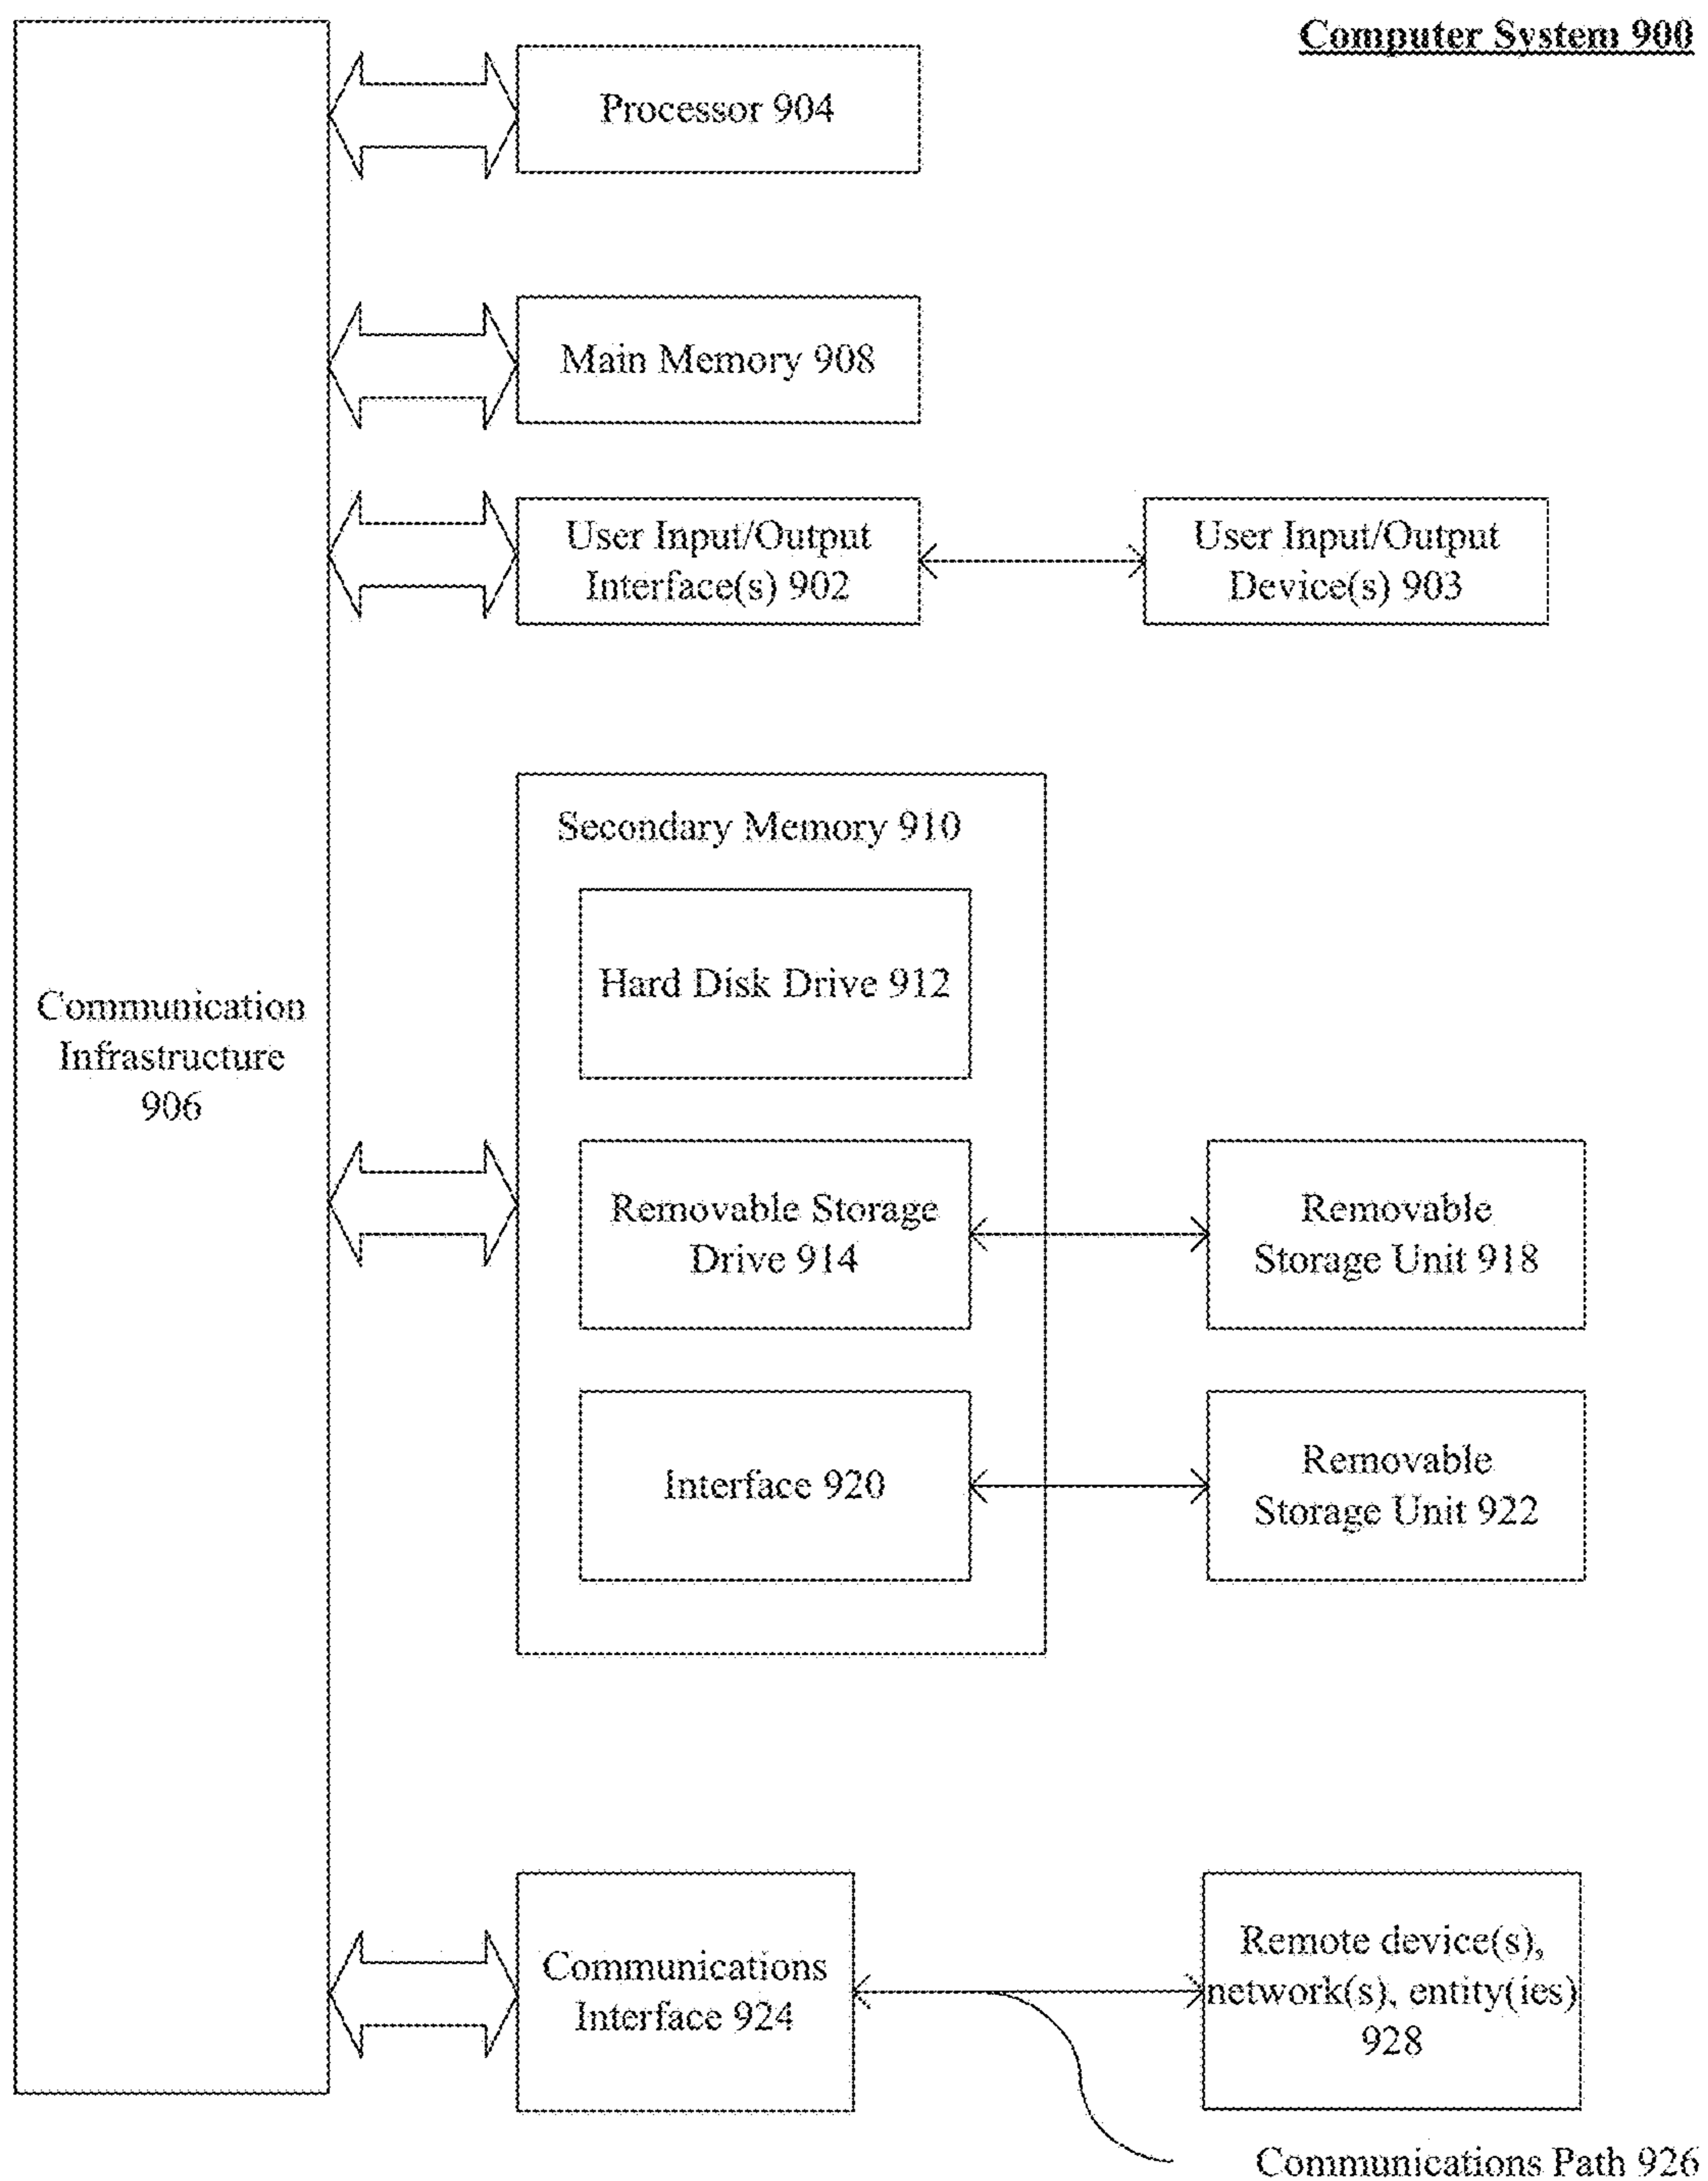 Computer System 900
Processor 904
Main Memory 908
User Input/Output
Interface(s) 902
User Input/Output
Device(s) 903
Secondary Memory 910
Hard Disk Drive 912
Communication
Infrastructure
906
Removable Storage
Drive 914
Removable
Storage Unit 918
Interface 920
Removable
Storage Unit 922
Communications
Interface 924
Remote device(s),
network(s), entity(ies)
928
Communications Path 926